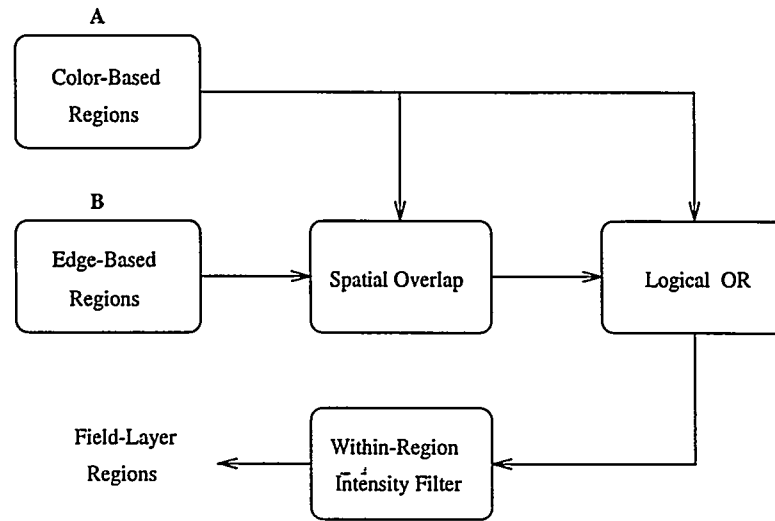 A
Color-Based
Regions
B
Edge-Based
Regions
Spatial Overlap
Logical OR
Field-Layer
Regions
Within-Region
Intensity Filter